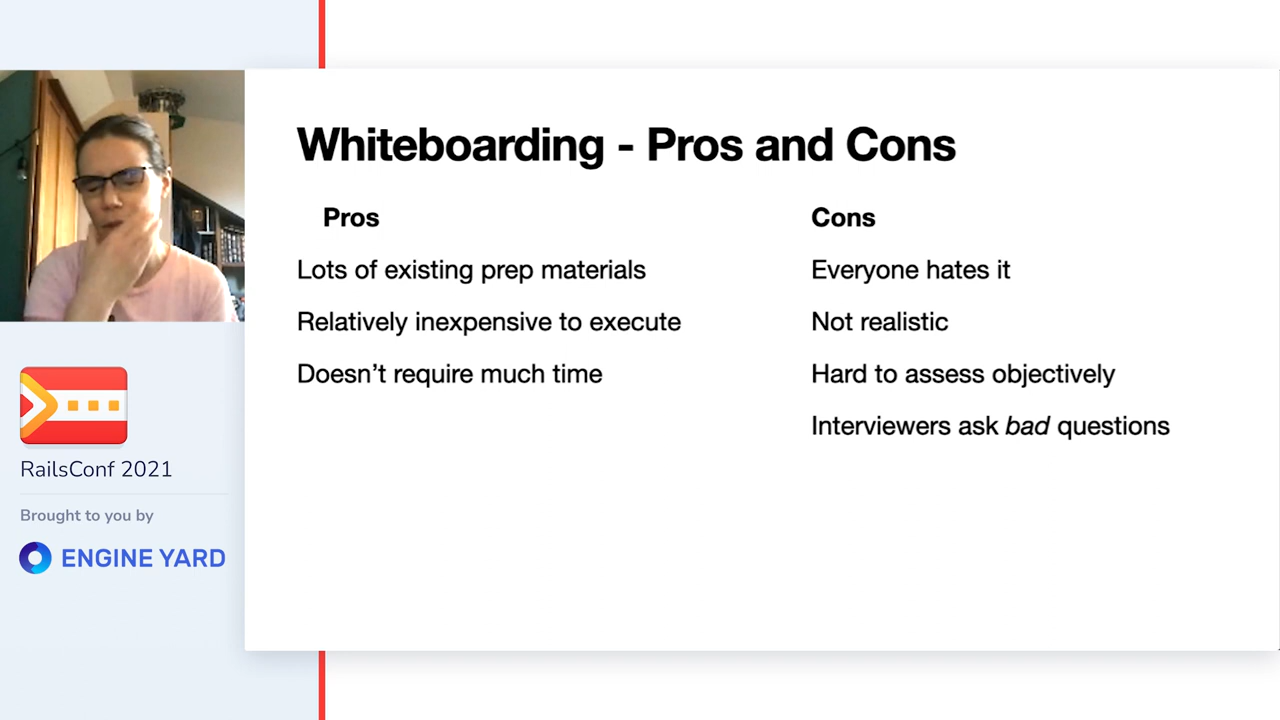 Whiteboarding - Pros and Cons
Pros
Lots of existing prep materials
Relatively inexpensive to execute
Doesn’t require much time
Cons
Everyone hates it
Not realistic
Hard to assess objectively
Interviewers ask bad questions
RailsConf 2021
Brought to you by
ENGINE YARD